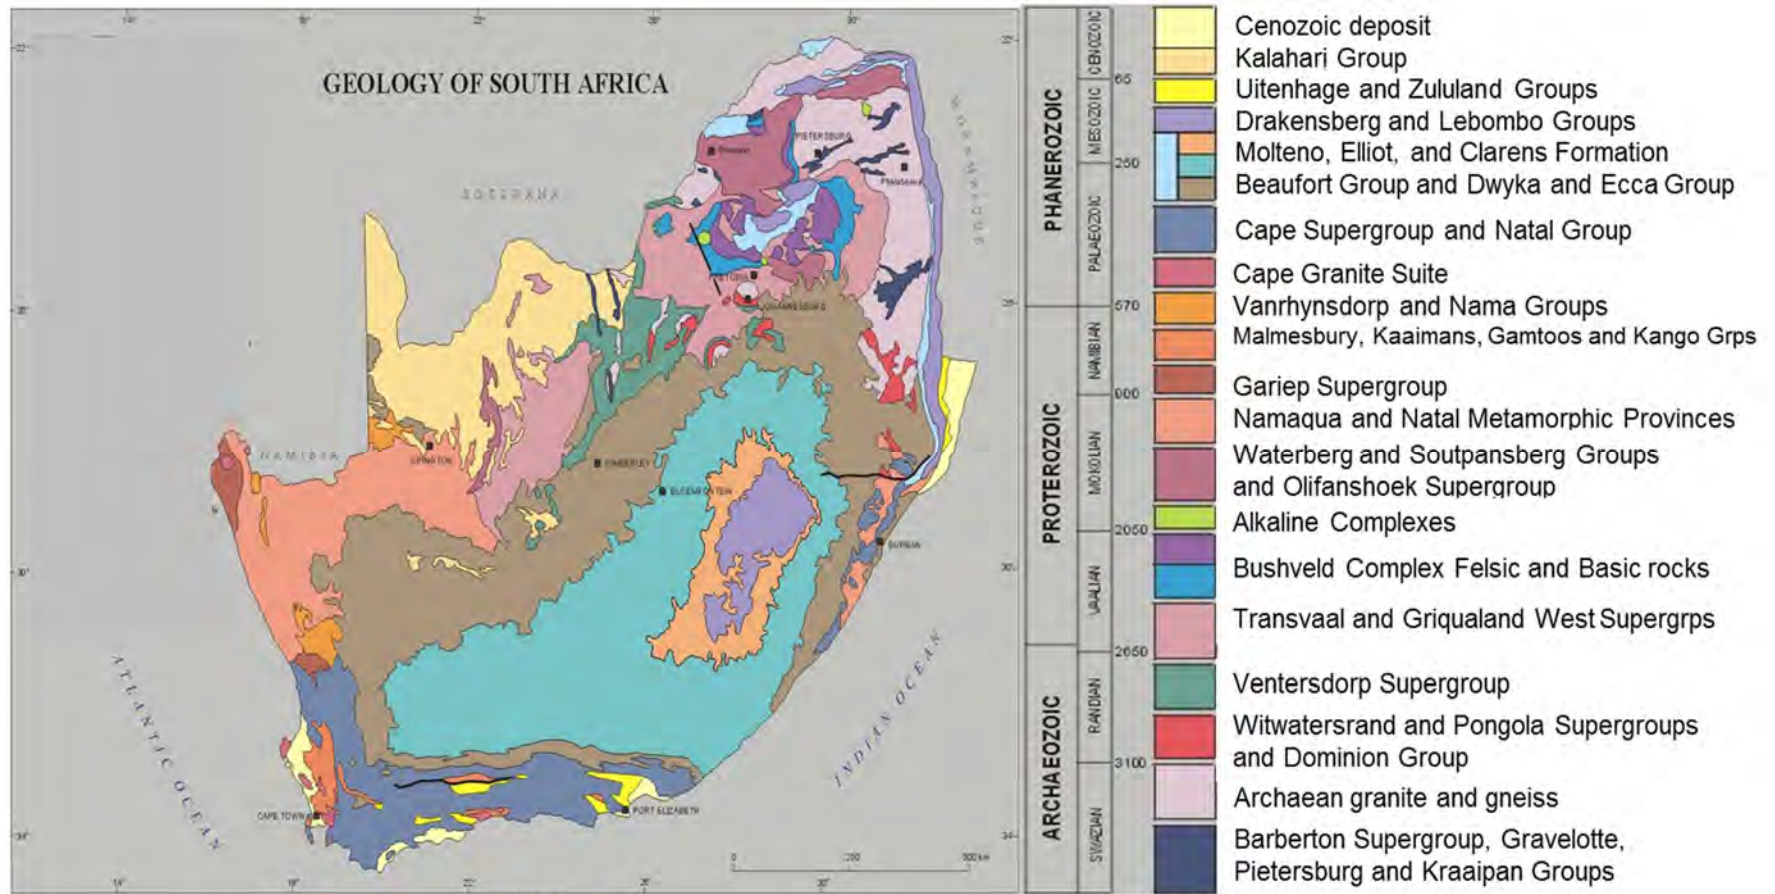 GEOLOGY OF SOUTH AFRICA
BOTSWANA
NAMIBIA
PIETERSBURG
JOHANNESBURG
UPINGTON
KIMBERLEY
BLOEMFONTEIN
DURBAN
CAPE TOWN
PORT ELIZABETH
ATLANTIC OCEAN
INDIAN OCEAN
0 200 300 km
PHANEROZOIC
PROTEROZOIC
ARCHAEOZOIC
CENOZOIC
65
MESOZOIC
250
PALAEOZOIC
570
NAMIBIAN
900
MOKOLIAN
2050
VAALIAN
2650
RANDIAN
3100
SWAZIAN
Cenozoic deposit
Kalahari Group
Uitenhage and Zululand Groups
Drakensberg and Lebombo Groups
Molteno, Elliot, and Clarens Formation
Beaufort Group and Dwyka and Ecca Group
Cape Supergroup and Natal Group
Cape Granite Suite
Vanrhynsdorp and Nama Groups
Malmesbury, Kaaimans, Gamtoos and Kango Grps
Gariep Supergroup
Namaqua and Natal Metamorphic Provinces
Waterberg and Soutpansberg Groups
and Olifanshoek Supergroup
Alkaline Complexes
Bushveld Complex Felsic and Basic rocks
Transvaal and Griqualand West Supergrps
Ventersdorp Supergroup
Witwatersrand and Pongola Supergroups
and Dominion Group
Archaean granite and gneiss
Barberton Supergroup, Gravelotte,
Pietersburg and Kraaipan Groups